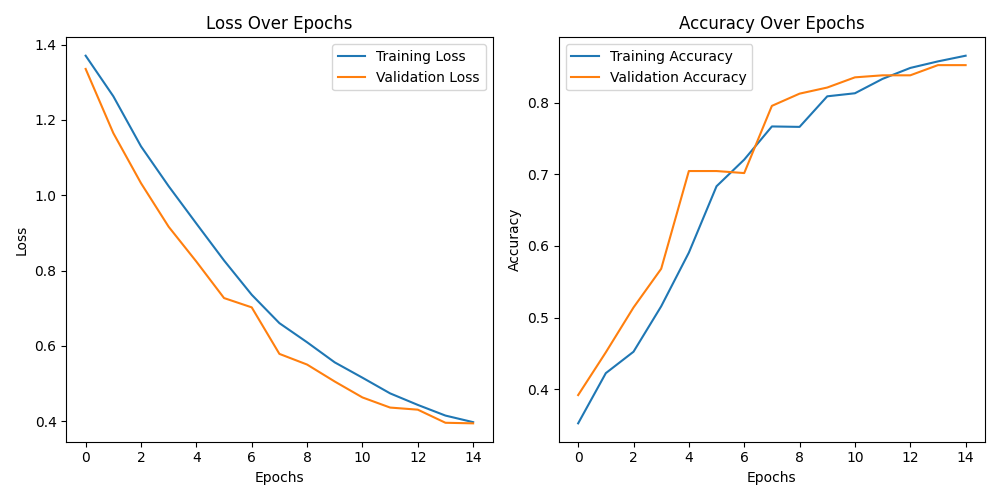 Loss Over Epochs
1.4
1.2
1.0
0.8
0.6
0.4
Loss
Training Loss
Validation Loss
0 2 4 6 8 10 12 14
Epochs
Accuracy Over Epochs
0.8
0.7
0.6
0.5
0.4
Accuracy
Training Accuracy
Validation Accuracy
0 2 4 6 8 10 12 14
Epochs